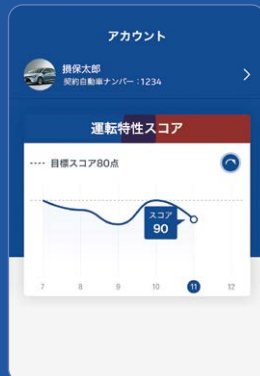 アカウント
損保太郎
契約自動車ナンバー:1234
運転特性スコア
目標スコア80点
スコア
90
7 8 9 10 11 12